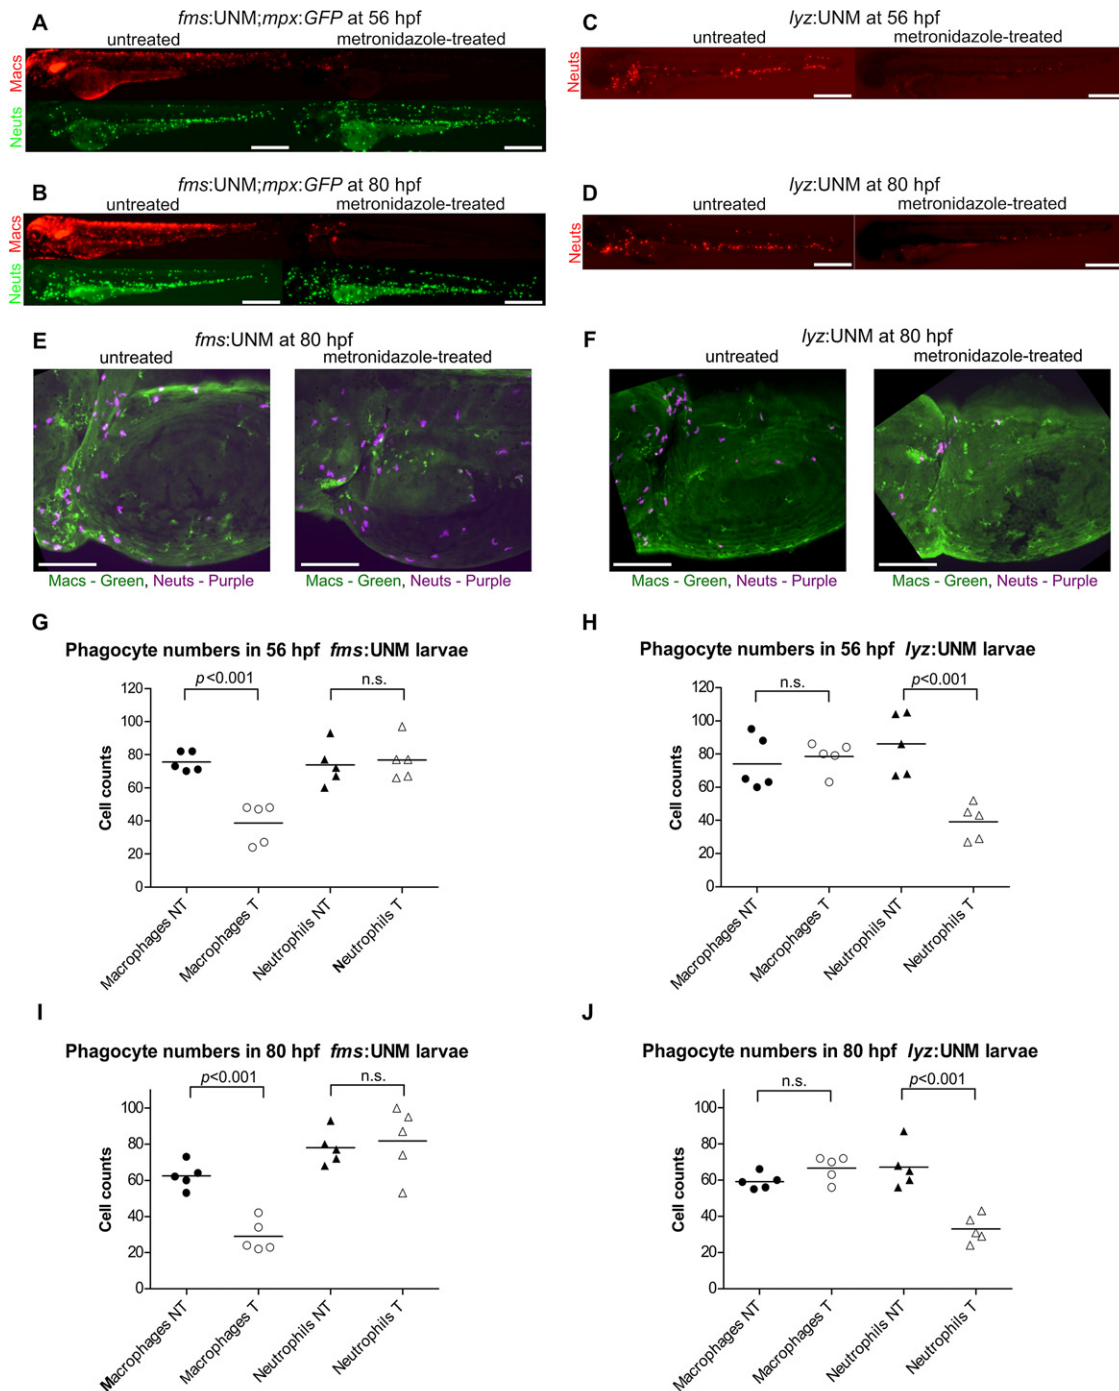 A
fms:UNM;mpx:GFP at 56 hpf
untreated
metronidazole-treated
Macs
Neuts
C
lyz:UNM at 56 hpf
untreated
metronidazole-treated
Neuts
B
fms:UNM;mpx:GFP at 80 hpf
untreated
metronidazole-treated
Macs
Neuts
D
lyz:UNM at 80 hpf
untreated
metronidazole-treated
Neuts
E
fms:UNM at 80 hpf
untreated
metronidazole-treated
Macs - Green, Neuts - Purple
Macs - Green, Neuts - Purple
F
lyz:UNM at 80 hpf
untreated
metronidazole-treated
Macs - Green, Neuts - Purple
Macs - Green, Neuts - Purple
G
Phagocyte numbers in 56 hpf fms:UNM larvae
p<0.001
n.s.
120
100
80
60
40
20
0
Cell counts
Macrophages NT
Macrophages T
Neutrophils NT
Neutrophils T
H
Phagocyte numbers in 56 hpf lyz:UNM larvae
n.s.
p<0.001
120
100
80
60
40
20
0
Cell counts
Macrophages NT
Macrophages T
Neutrophils NT
Neutrophils T
I
Phagocyte numbers in 80 hpf fms:UNM larvae
p<0.001
n.s.
100
80
60
40
20
0
Cell counts
Macrophages NT
Macrophages T
Neutrophils NT
Neutrophils T
J
Phagocyte numbers in 80 hpf lyz:UNM larvae
n.s.
p<0.001
100
80
60
40
20
0
Cell counts
Macrophages NT
Macrophages T
Neutrophils NT
Neutrophils T